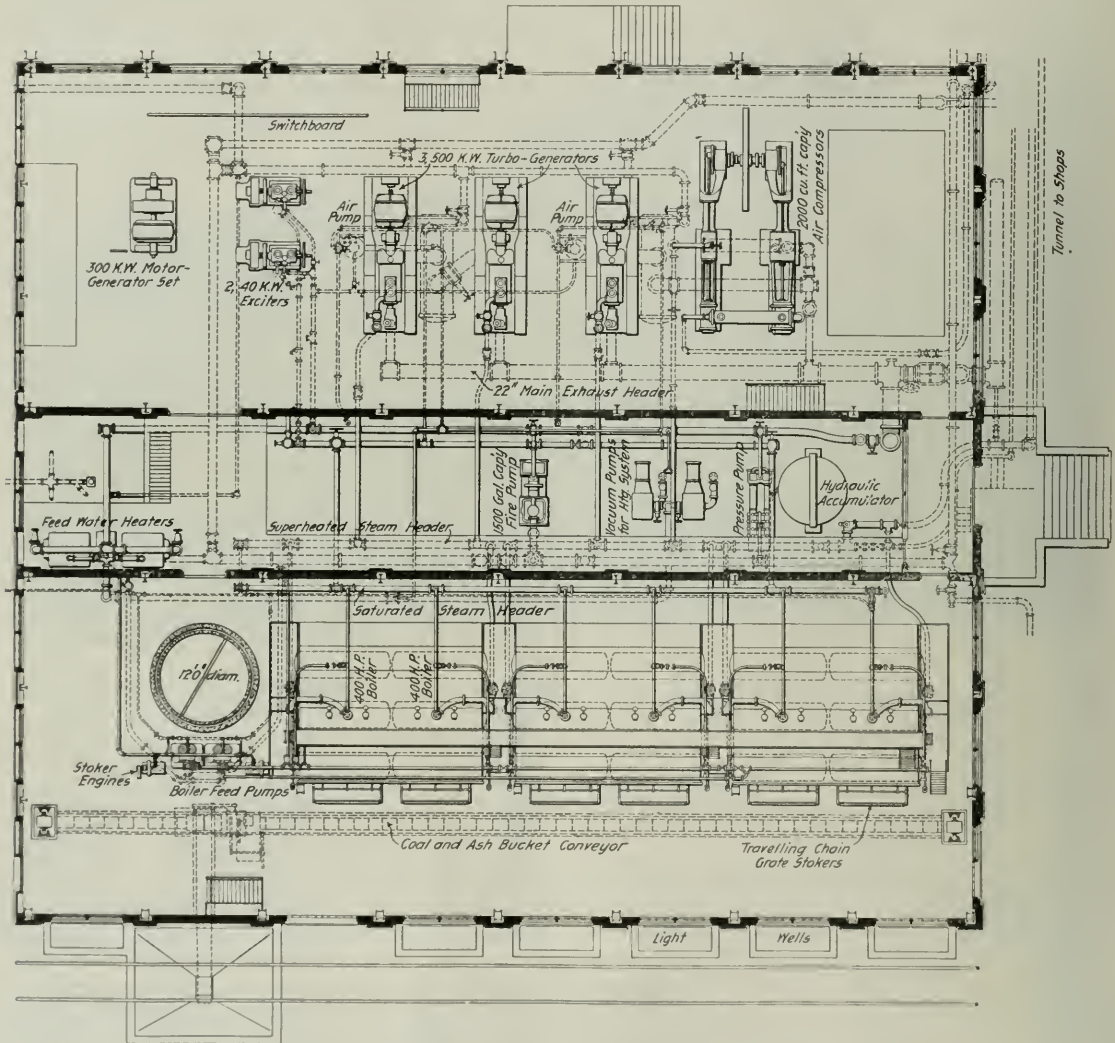 Switchboard
3, 500 K.W. Turbo-Generators
Air
Pump
Air
Pump
2000 cu. ft. cap'y
Air Compressors
Tunnel to Shops
300 K.W. Motor-
Generator Set
2, 40 K.W.
Exciters
22" Main Exhaust Header
1500 Gal. Cap'y
Fire Pump
Vacuum Pumps
for Htg. System
Pressure Pump
Hydraulic
Accumulator
Feed Water Heaters
Superheated Steam Header
Saturated Steam Header
12'0" diam.
400 H.P.
Boiler
400 H.P.
Boiler
Stoker
Engines
Boiler Feed Pumps
Coal and Ash Bucket Conveyor
Travelling Chain
Grate Stokers
Light
Wells